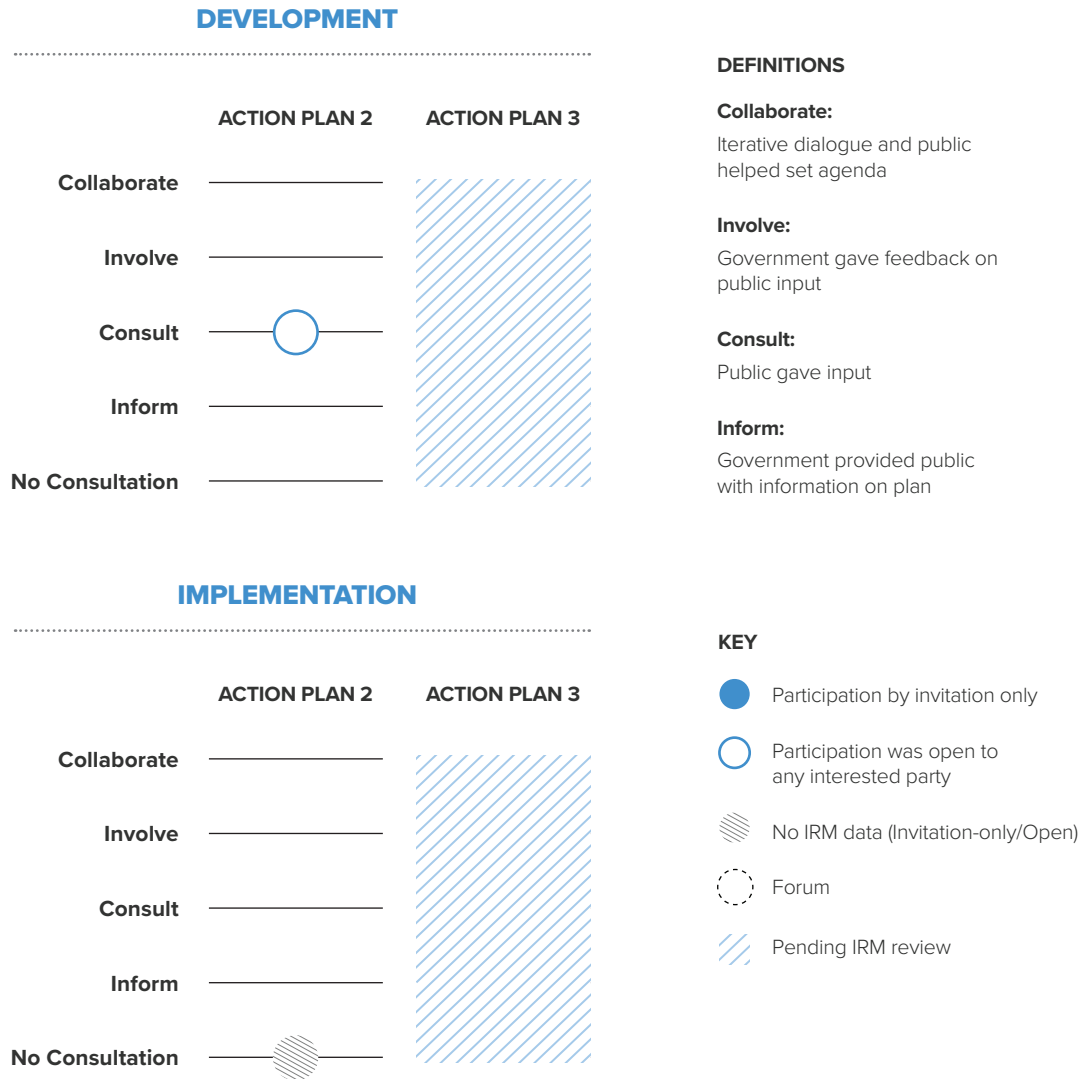 DEVELOPMENT
ACTION PLAN 2
ACTION PLAN 3
Collaborate
Involve
Consult
Inform
No Consultation
DEFINITIONS
Collaborate:
Iterative dialogue and public
helped set agenda
Involve:
Government gave feedback on
public input
Consult:
Public gave input
Inform:
Government provided public
with information on plan
IMPLEMENTATION
ACTION PLAN 2
ACTION PLAN 3
Collaborate
Involve
Consult
Inform
No Consultation
KEY
Participation by invitation only
Participation was open to
any interested party
No IRM data (Invitation-only/Open)
Forum
Pending IRM review